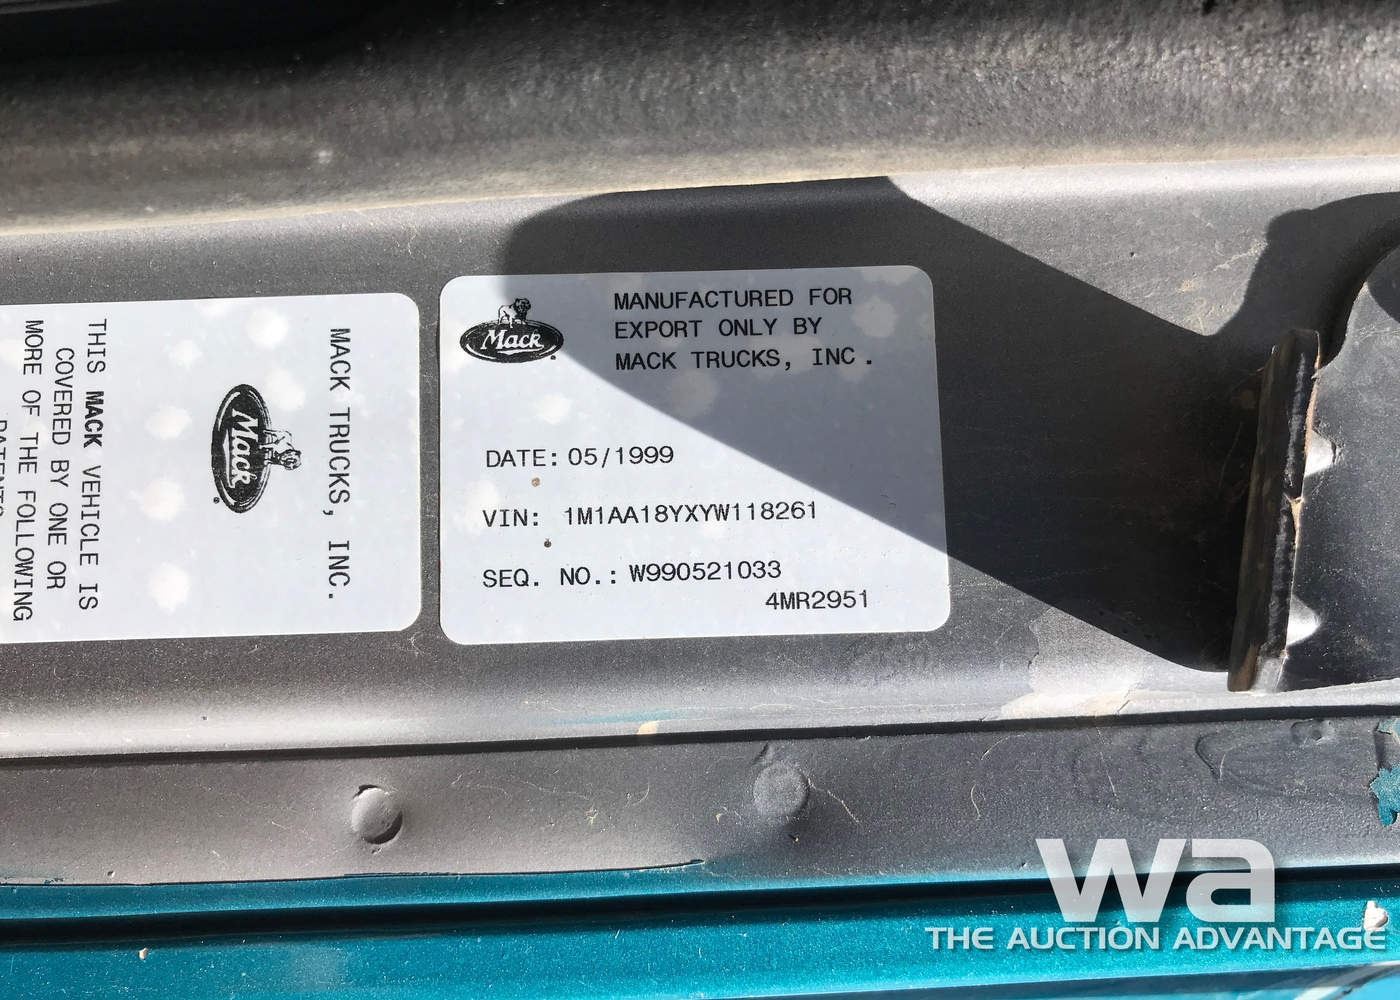 MACK TRUCKS, INC.
Mack
THIS MACK VEHICLE IS
COVERED BY ONE OR
MORE OF THE FOLLOWING
Mack
MANUFACTURED FOR
EXPORT ONLY BY
MACK TRUCKS, INC.
DATE: 05/1999
VIN: 1M1AA18YXYW118261
SEQ. NO.: W990521033
4MR2951
wa
THE AUCTION ADVANTAGE